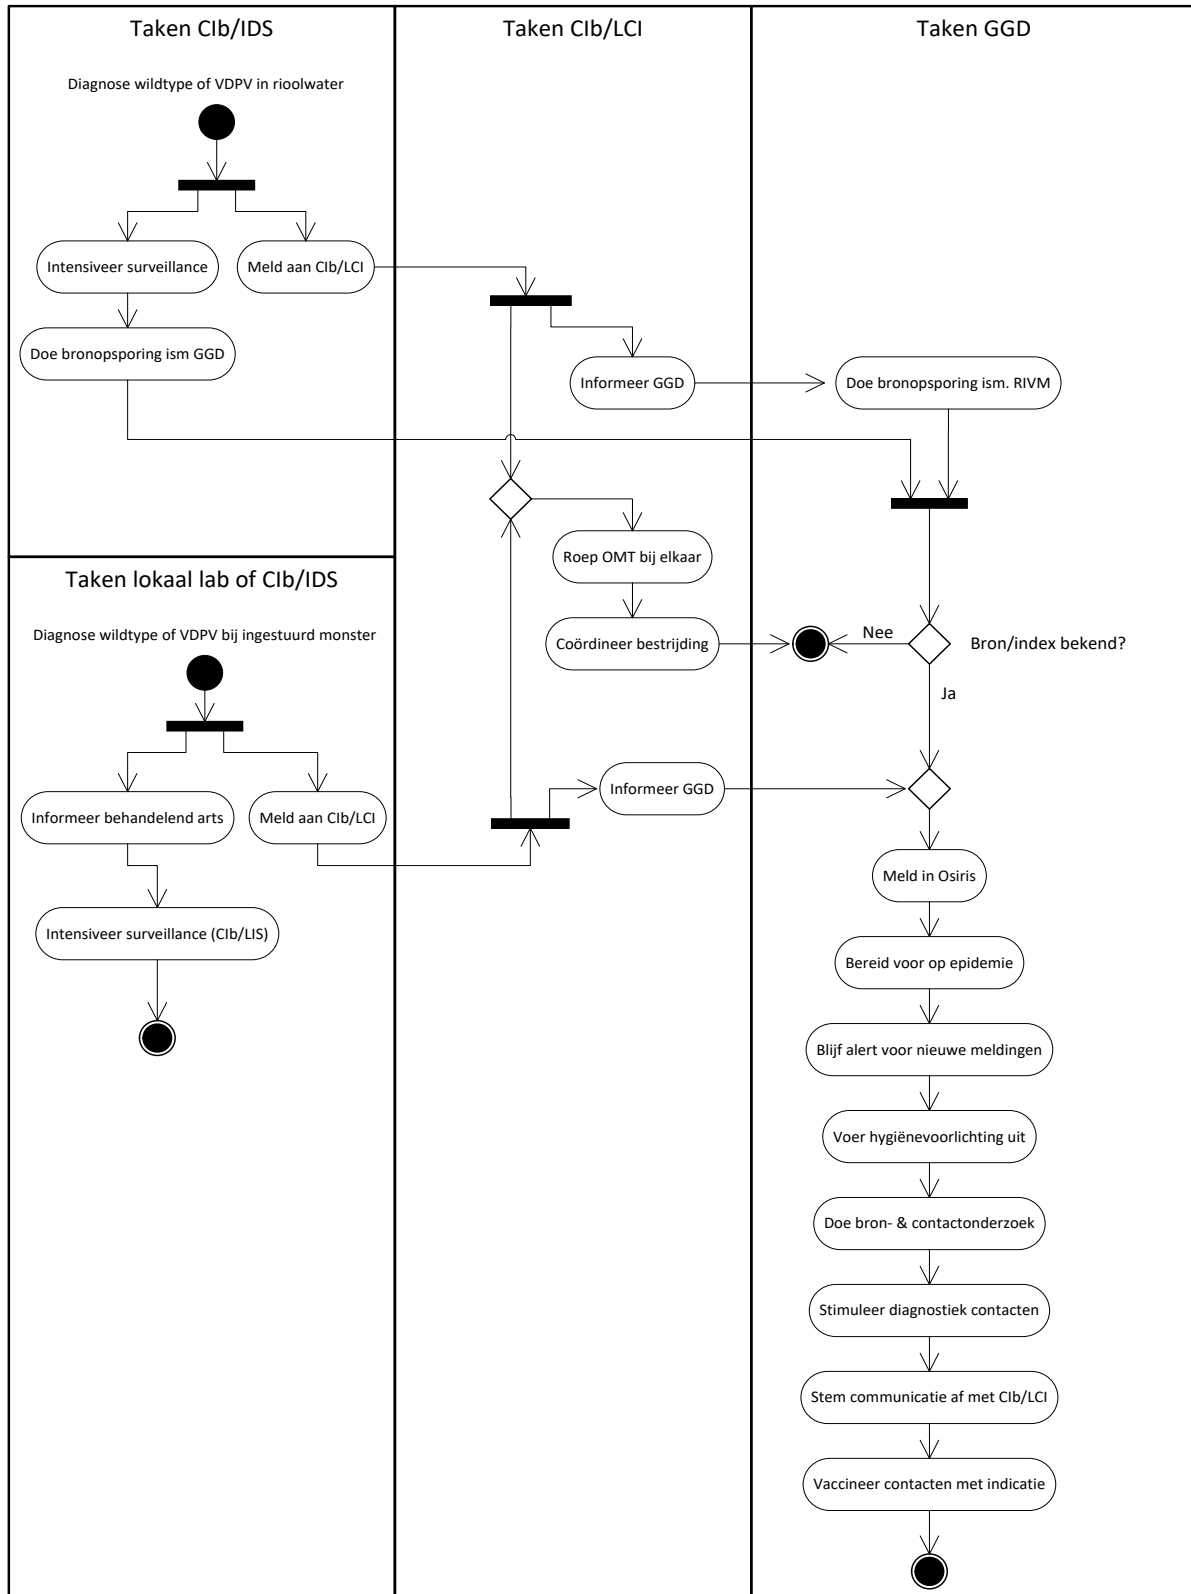 Taken CIb/IDS
Diagnose wildtype of VDPV in rioolwater
Intensiveer surveillance
Meld aan CIb/LCI
Doe bronopsporing ism GGD
Taken lokaal lab of CIb/IDS
Diagnose wildtype of VDPV bij ingestuurd monster
Informeer behandelend arts
Meld aan CIb/LCI
Intensiveer surveillance (CIb/LIS)
Taken CIb/LCI
Informeer GGD
Roep OMT bij elkaar
Coördineer bestrijding
Informeer GGD
Taken GGD
Doe bronopsporing ism. RIVM
Nee
Bron/index bekend?
Ja
Meld in Osiris
Bereid voor op epidemie
Blijf alert voor nieuwe meldingen
Voer hygiënevoorlichting uit
Doe bron- & contactonderzoek
Stimuleer diagnostiek contacten
Stem communicatie af met CIb/LCI
Vaccineer contacten met indicatie